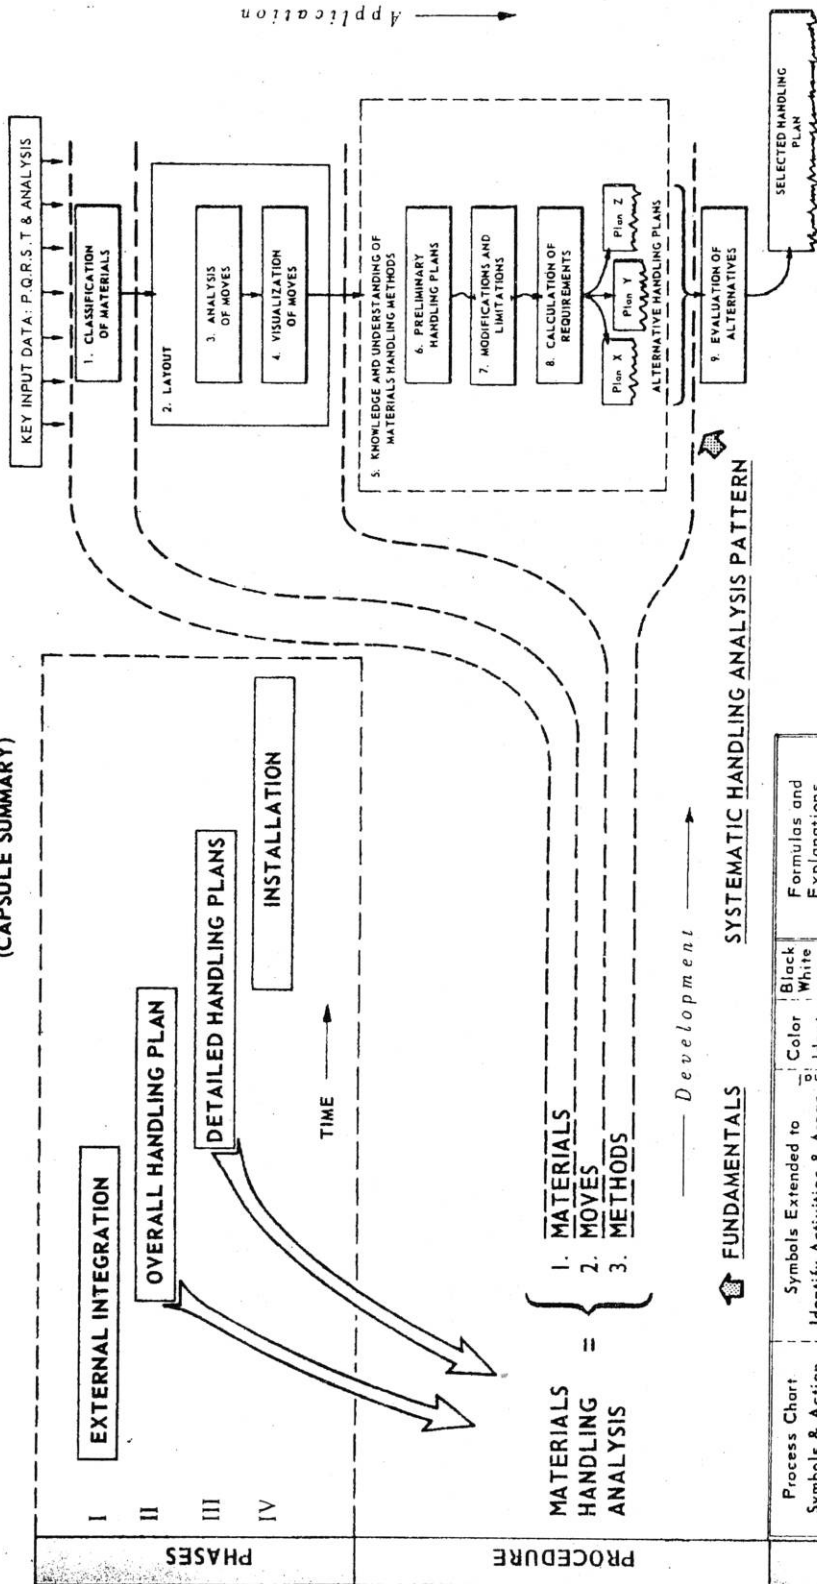 (CAPSULE SUMMARY)
PHASES
I
EXTERNAL INTEGRATION
II
OVERALL HANDLING PLAN
III
DETAILED HANDLING PLANS
IV
INSTALLATION
TIME
PROCEDURE
MATERIALS
HANDLING
ANALYSIS
=
1. MATERIALS
2. MOVES
3. METHODS
Development
FUNDAMENTALS
SYSTEMATIC HANDLING ANALYSIS PATTERN
KEY INPUT DATA: P,Q,R,S,T & ANALYSIS
1. CLASSIFICATION
OF MATERIALS
2. LAYOUT
3. ANALYSIS
OF MOVES
4. VISUALIZATION
OF MOVES
5. KNOWLEDGE AND UNDERSTANDING OF
MATERIALS HANDLING METHODS
6. PRELIMINARY
HANDLING PLANS
7. MODIFICATIONS AND
LIMITATIONS
8. CALCULATION OF
REQUIREMENTS
Plan X
Plan Y
Plan Z
ALTERNATIVE HANDLING PLANS
9. EVALUATION OF
ALTERNATIVES
SELECTED HANDLING
PLAN
Application
Process Chart
Symbols & Action
Symbols Extended to
Identify Activities & Areas
Color
Black
White
Formulas and
Explanations